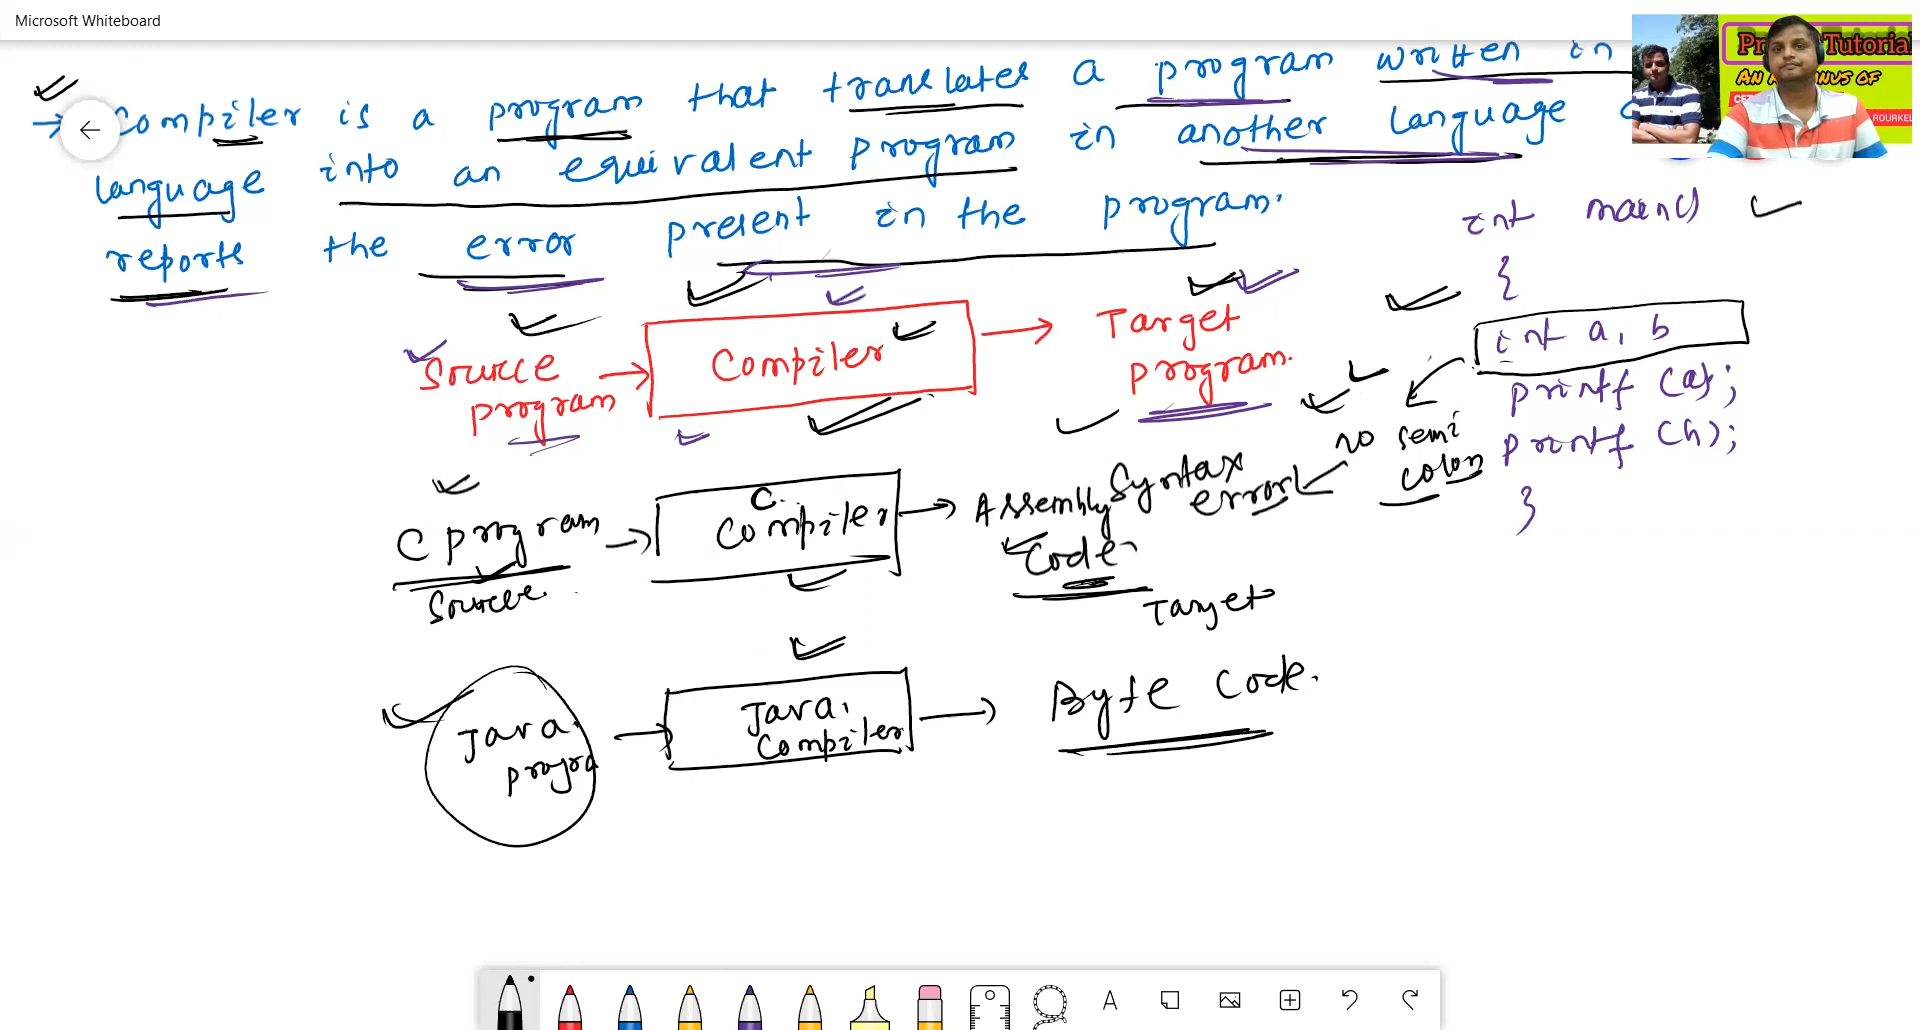 Microsoft Whiteboard
Compiler is a program that translates a program written in
language into an equivalent program in another language
reports the error present in the program.
Source program
Compiler
Target program.
C program
Source
C. Compiler
Assembly Code
Target
Syntax error
no semi colon
int main()
{
int a, b
printf (a);
printf (h);
}
Java
Java Compiler
Byte Code.
Tutorial
ROURKEL
A